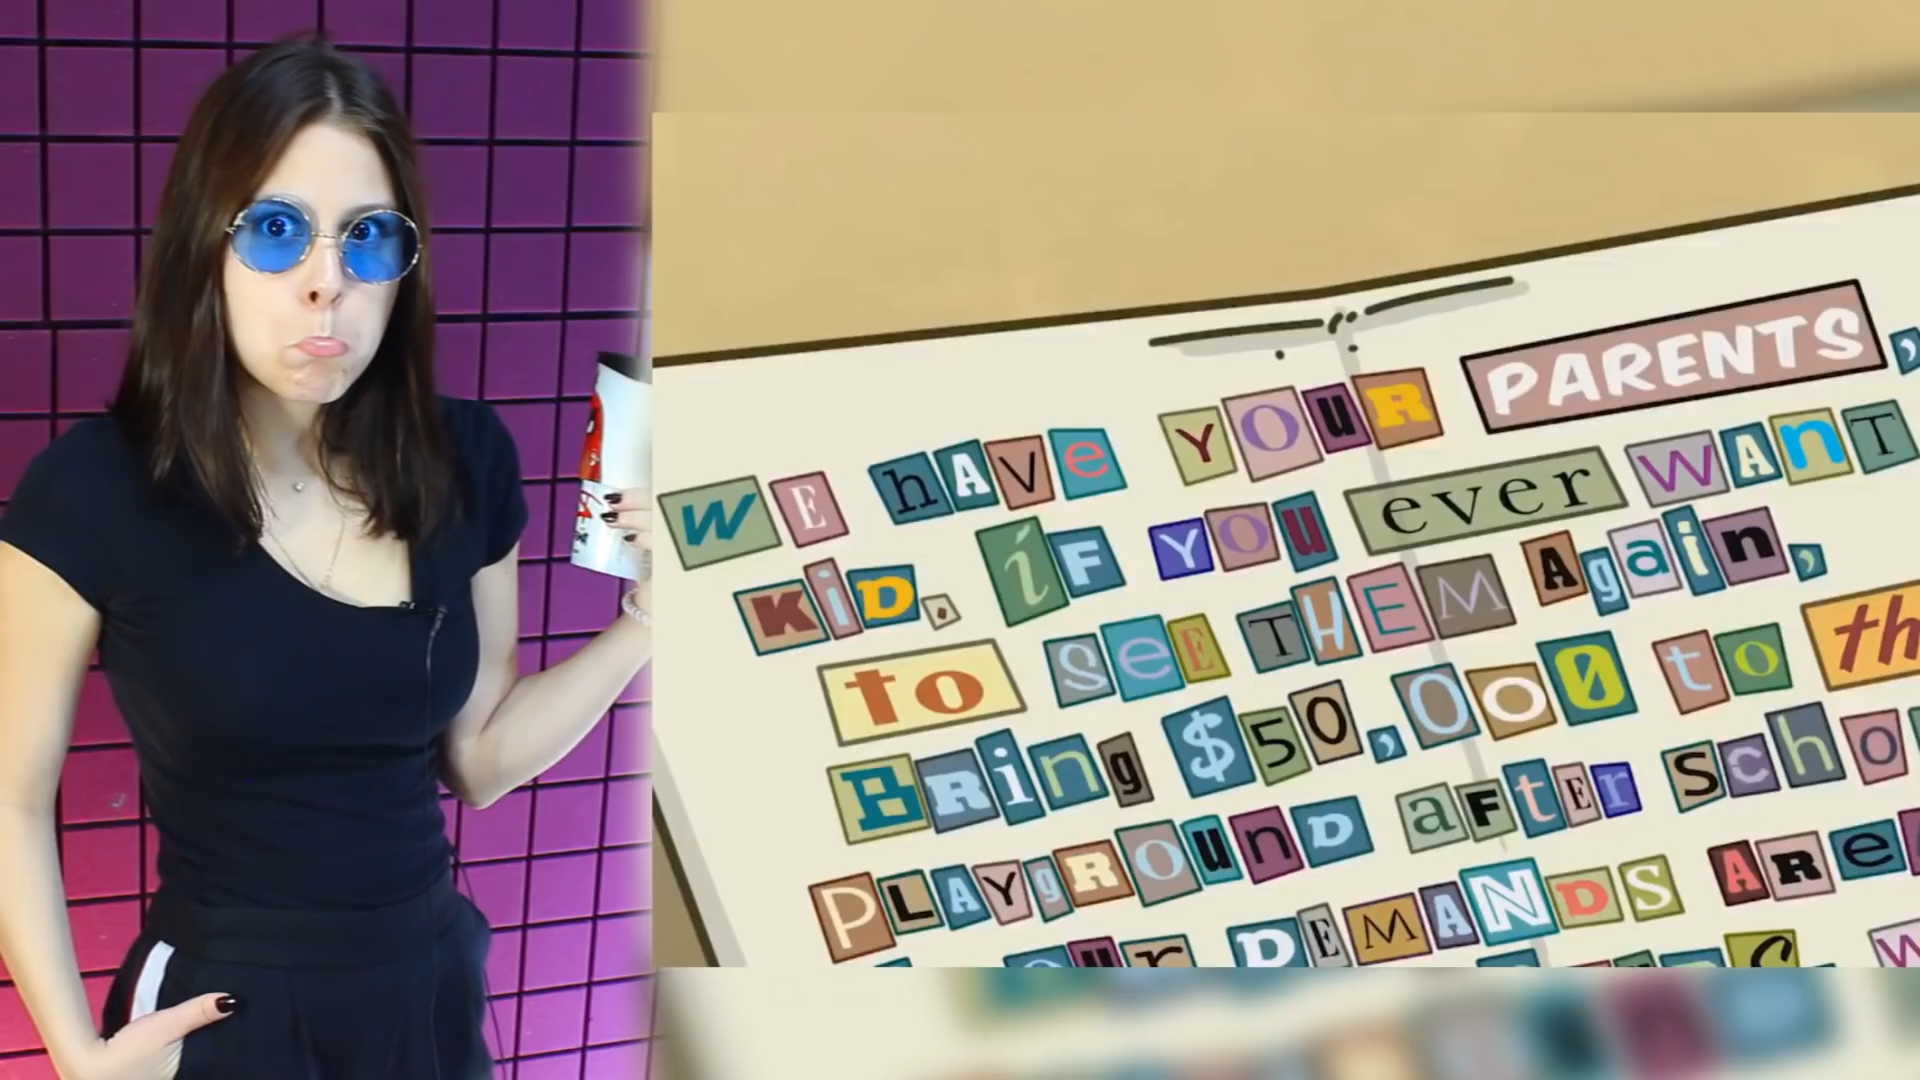 WE hAVe YOuR PARENTS,
KiD. iF YOU ever WAnT
to seE THEM AgaIn,
BRing $50,000 to th
PLAYgROunD afTEr Scho
DEMANDS ARe